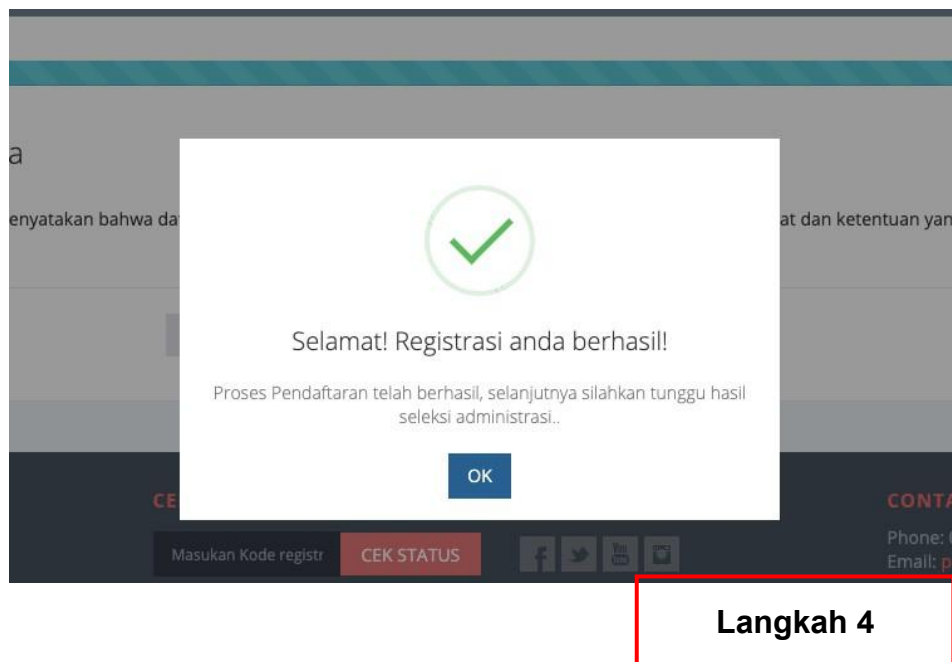 a
enyatakan bahwa da
at dan ketentuan yan
Selamat! Registrasi anda berhasil!
Proses Pendaftaran telah berhasil, selanjutnya silahkan tunggu hasil
seleksi administrasi..
OK
CE
CONTA
Masukan Kode registr
CEK STATUS
Phone:
Email: p
Langkah 4